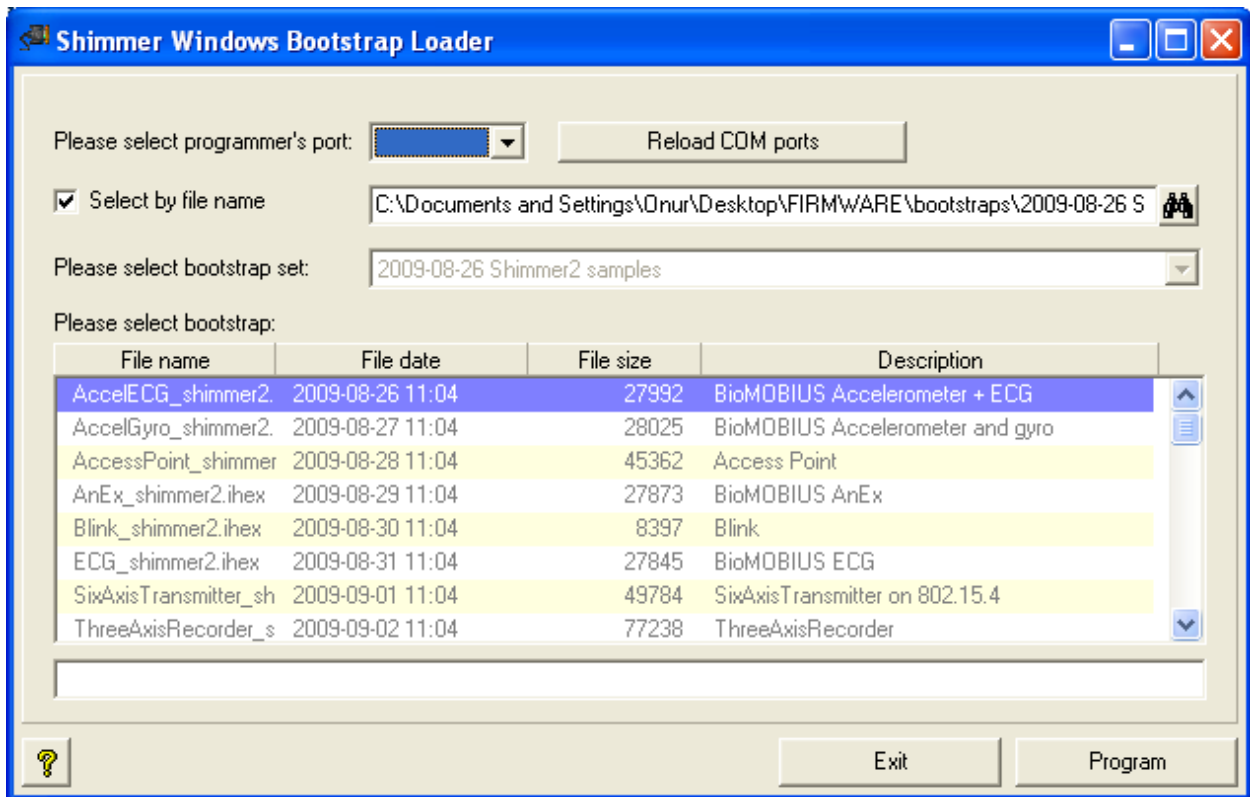 Shimmer Windows Bootstrap Loader
Please select programmer's port: Reload COM ports
Select by file name C:\Documents and Settings\Onur\Desktop\FIRMWARE\bootstraps\2009-08-26 S
Please select bootstrap set: 2009-08-26 Shimmer2 samples
Please select bootstrap:
File name File date File size Description
AccelECG_shimmer2. 2009-08-26 11:04 27992 BioMOBIUS Accelerometer + ECG
AccelGyro_shimmer2. 2009-08-27 11:04 28025 BioMOBIUS Accelerometer and gyro
AccessPoint_shimmer 2009-08-28 11:04 45362 Access Point
AnEx_shimmer2.ihex 2009-08-29 11:04 27873 BioMOBIUS AnEx
Blink_shimmer2.ihex 2009-08-30 11:04 8397 Blink
ECG_shimmer2.ihex 2009-08-31 11:04 27845 BioMOBIUS ECG
SixAxisTransmitter_sh 2009-09-01 11:04 49784 SixAxisTransmitter on 802.15.4
ThreeAxisRecorder_s 2009-09-02 11:04 77238 ThreeAxisRecorder
? Exit Program